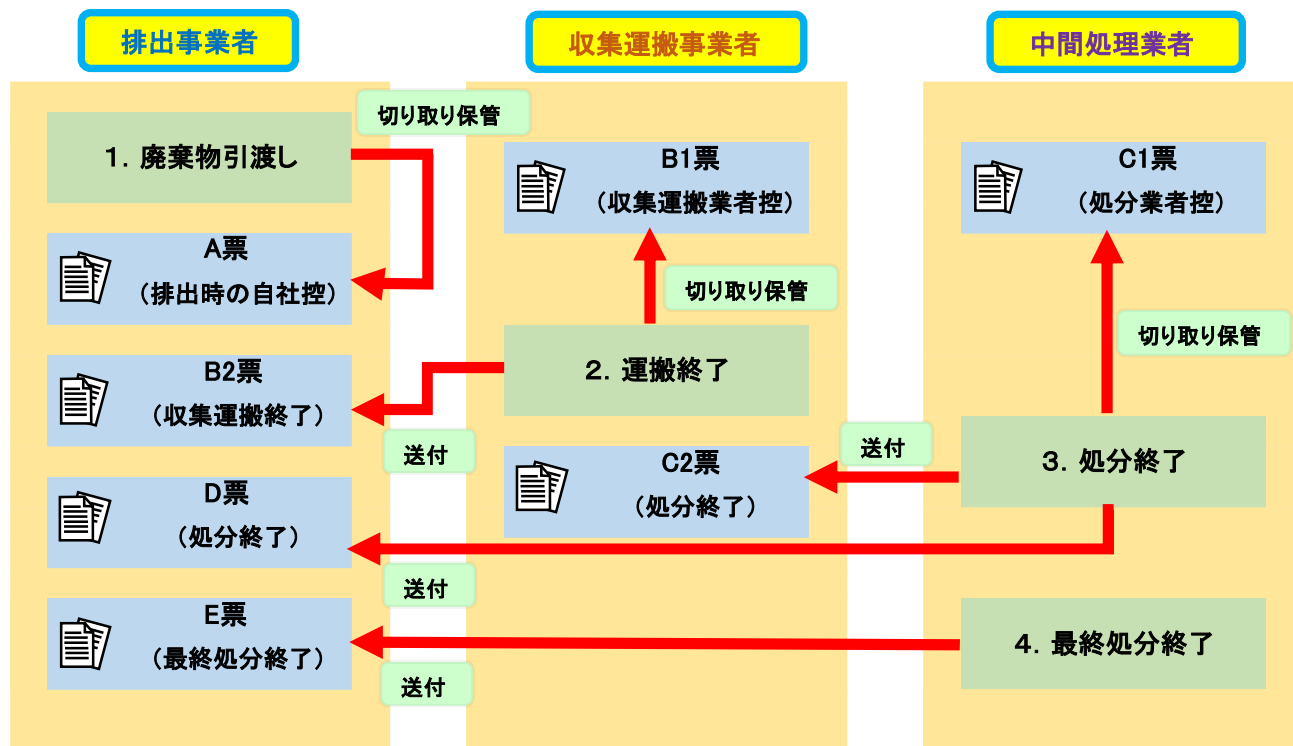 排出事業者
収集運搬事業者
中間処理業者
切り取り保管
1．廃棄物引渡し
A票
（排出時の自社控）
B2票
（収集運搬終了）
送付
D票
（処分終了）
送付
E票
（最終処分終了）
送付
B1票
（収集運搬業者控）
切り取り保管
2．運搬終了
C2票
（処分終了）
送付
C1票
（処分業者控）
切り取り保管
3．処分終了
4．最終処分終了